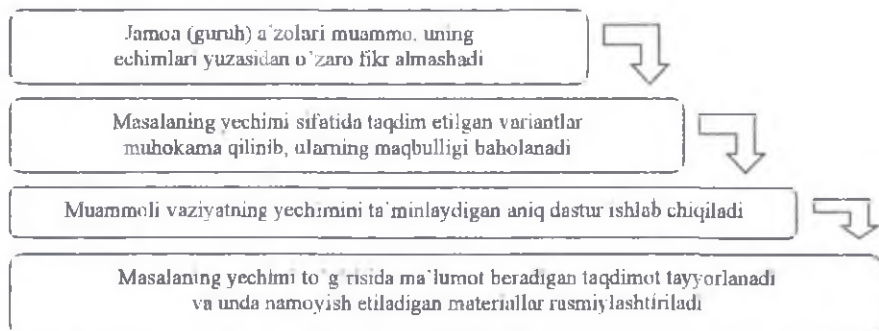 Jamoa (guruh) a'zolari muammo, uning
echimlari yuzasidan o'zaro fikr almashadi
Masalaning yechimi sifatida taqdim etilgan variantlar
muhokama qilinib, ularning maqbulligi baholanadi
Muammoli vaziyatning yechimini ta'minlaydigan aniq dastur ishlab chiqiladi
Masalaning yechimi to'g'risida ma'lumot beradigan taqdimot tayyorlanadi
va unda namoyish etiladigan materiallar rasmiylashtiriladi